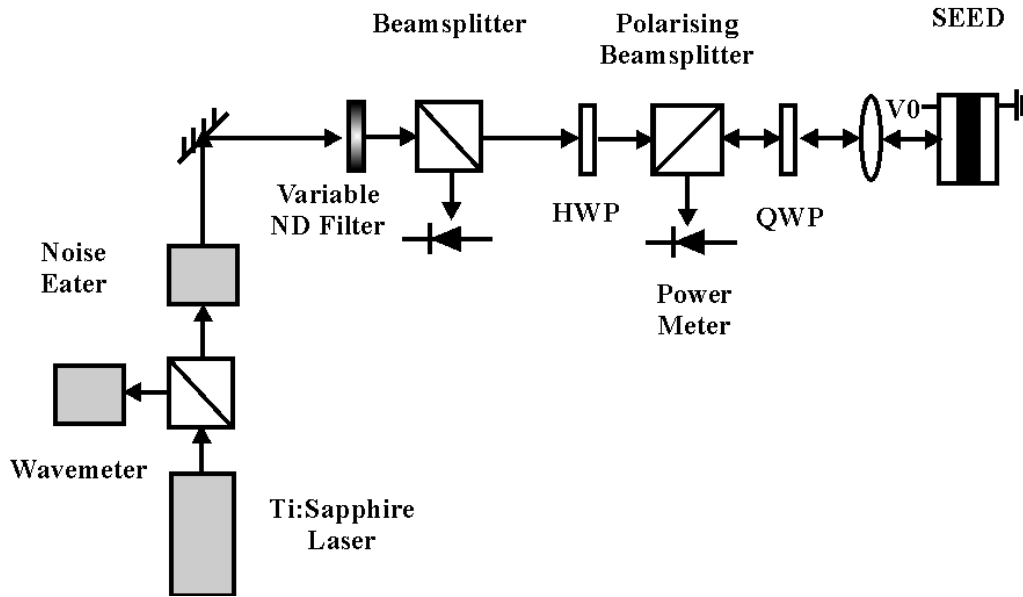 SEED
Beamsplitter
Polarising
Beamsplitter
V0
Variable
ND Filter
HWP
QWP
Noise
Eater
Power
Meter
Wavemeter
Ti:Sapphire
Laser